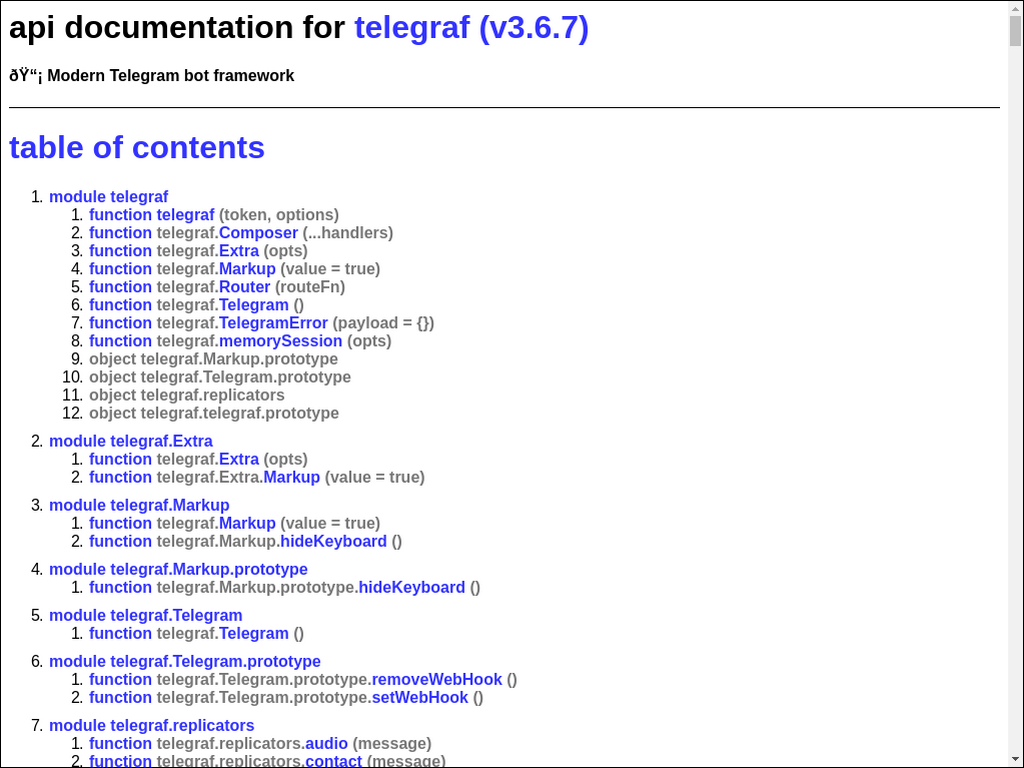 api documentation for telegraf (v3.6.7)
ðŸ“¡ Modern Telegram bot framework
table of contents
1. module telegraf
1. function telegraf (token, options)
2. function telegraf.Composer (...handlers)
3. function telegraf.Extra (opts)
4. function telegraf.Markup (value = true)
5. function telegraf.Router (routeFn)
6. function telegraf.Telegram ()
7. function telegraf.TelegramError (payload = {})
8. function telegraf.memorySession (opts)
9. object telegraf.Markup.prototype
10. object telegraf.Telegram.prototype
11. object telegraf.replicators
12. object telegraf.telegraf.prototype
2. module telegraf.Extra
1. function telegraf.Extra (opts)
2. function telegraf.Extra.Markup (value = true)
3. module telegraf.Markup
1. function telegraf.Markup (value = true)
2. function telegraf.Markup.hideKeyboard ()
4. module telegraf.Markup.prototype
1. function telegraf.Markup.prototype.hideKeyboard ()
5. module telegraf.Telegram
1. function telegraf.Telegram ()
6. module telegraf.Telegram.prototype
1. function telegraf.Telegram.prototype.removeWebHook ()
2. function telegraf.Telegram.prototype.setWebHook ()
7. module telegraf.replicators
1. function telegraf.replicators.audio (message)
2. function telegraf.replicators.contact (message)